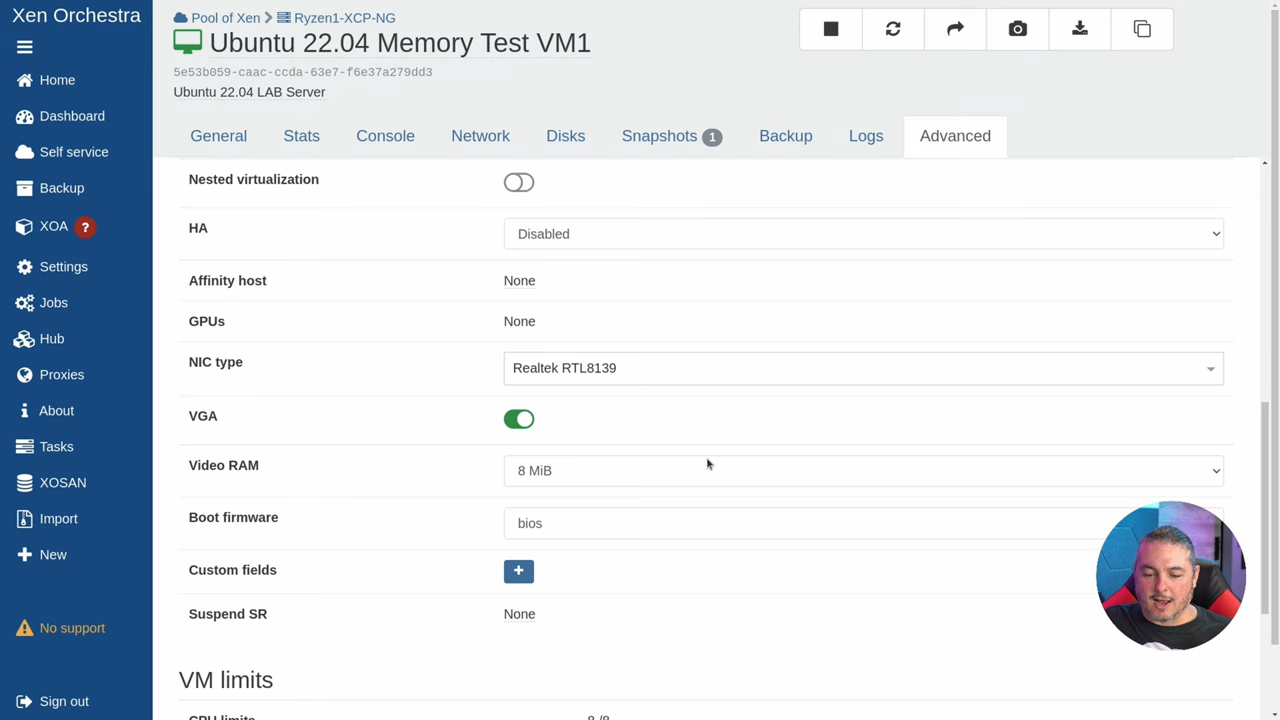 Xen Orchestra
Home
Dashboard
Self service
Backup
XOA ?
Settings
Jobs
Hub
Proxies
About
Tasks
XOSAN
Import
New
No support
Sign out
Pool of Xen Ryzen1-XCP-NG
Ubuntu 22.04 Memory Test VM1
5e53b059-caac-ccda-63e7-f6e37a279dd3
Ubuntu 22.04 LAB Server
General Stats Console Network Disks Snapshots 1 Backup Logs Advanced
Nested virtualization
HA Disabled
Affinity host None
GPUs None
NIC type Realtek RTL8139
VGA
Video RAM 8 MiB
Boot firmware bios
Custom fields +
Suspend SR None
VM limits
CPU limits 8 /8